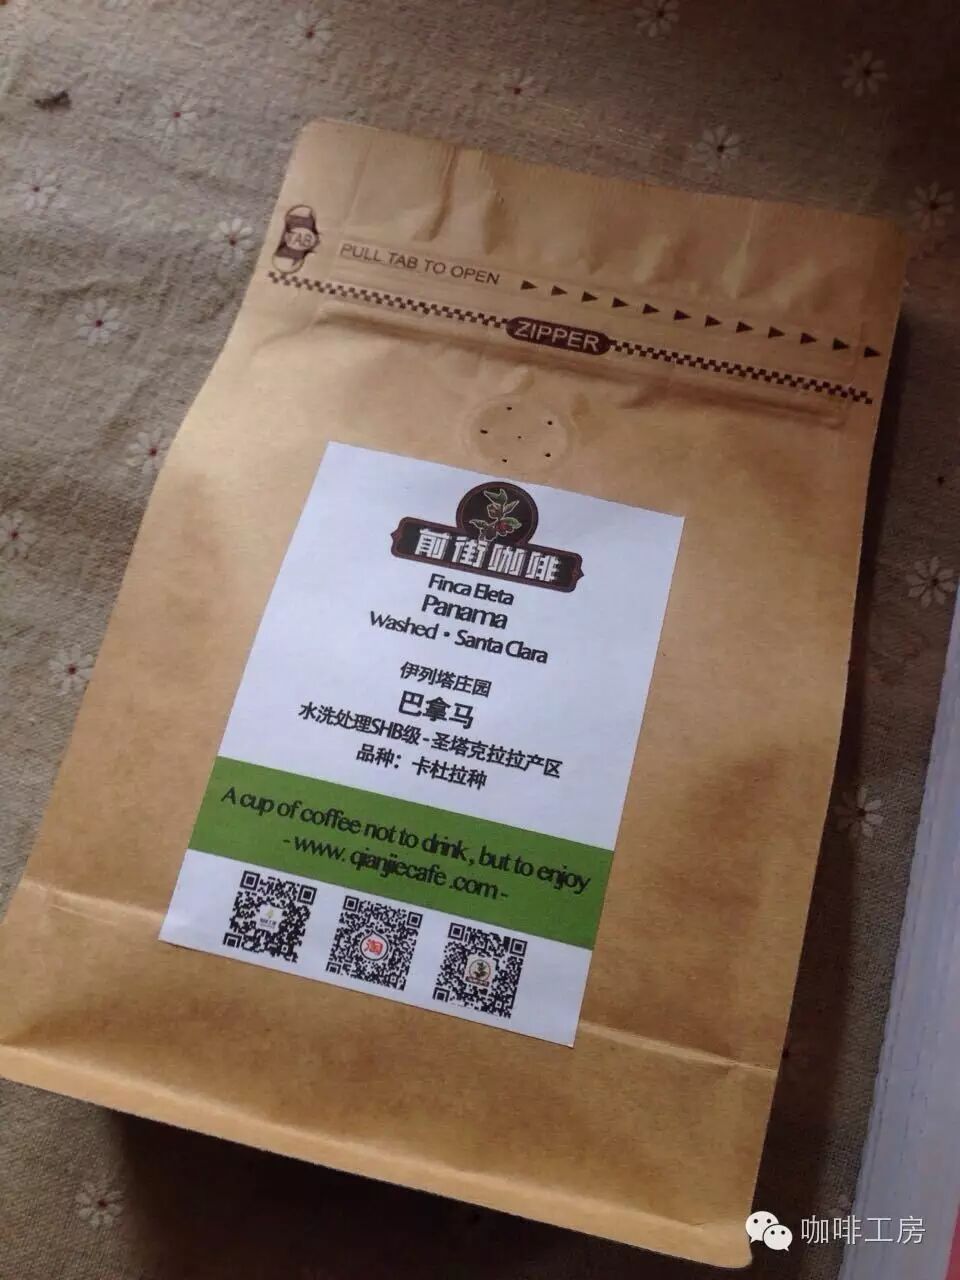 TAB
PULL TAB TO OPEN
ZIPPER
前街咖啡
Finca Eleta
Panama
Washed · Santa Clara
伊列塔庄园
巴拿马
水洗处理SHB级 - 圣塔克拉拉产区
品种：卡杜拉种
A cup of coffee not to drink, but to enjoy
- www. qianjiecafe .com -
淘
咖啡工房